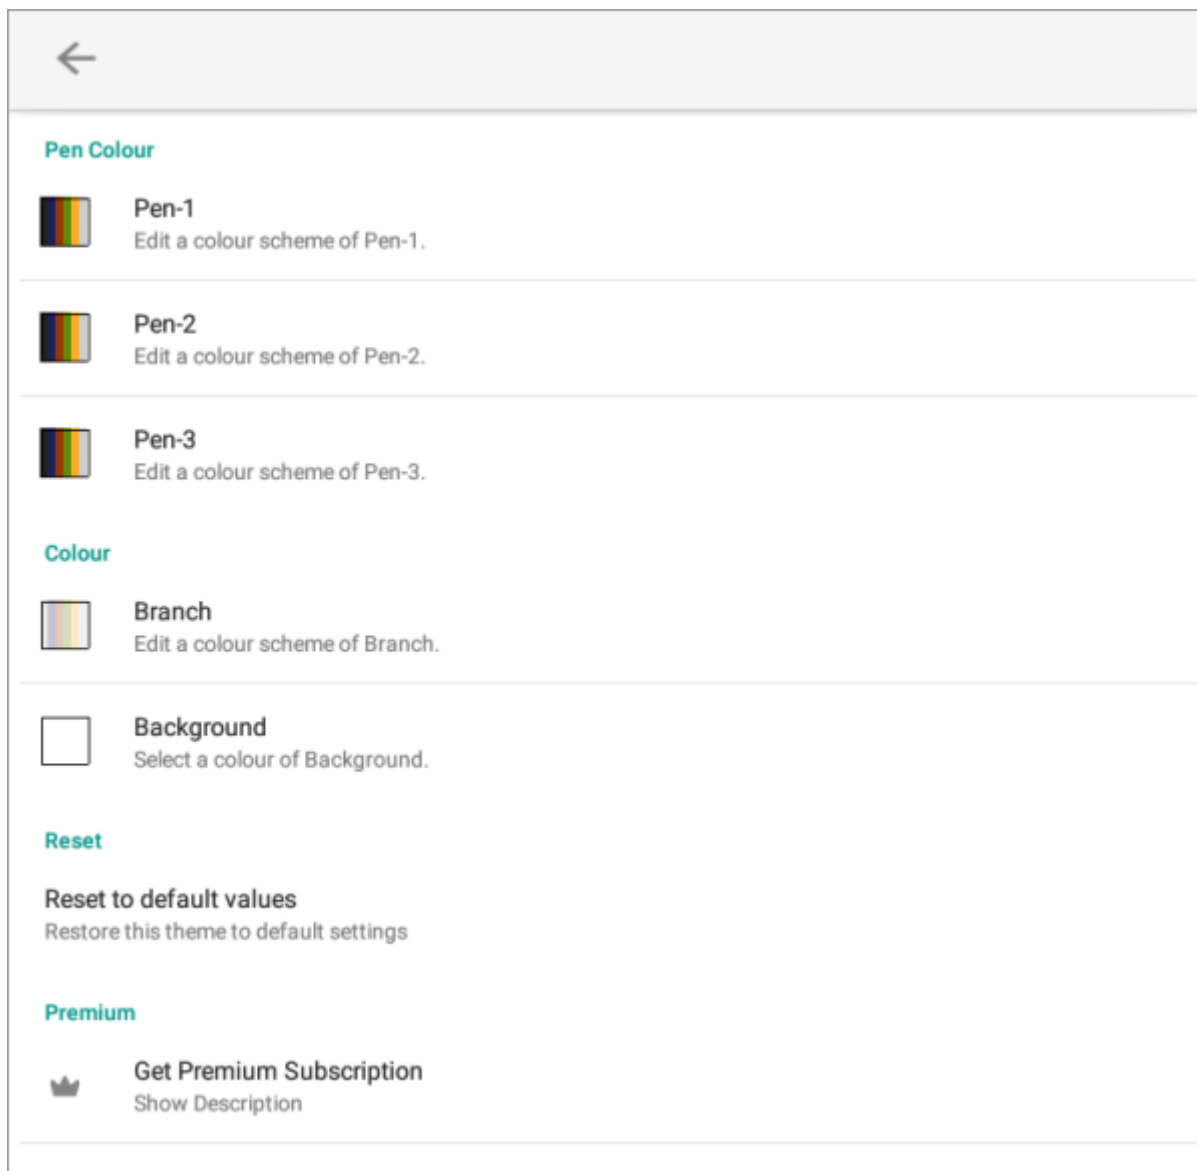 Pen Colour
Pen-1
Edit a colour scheme of Pen-1.
Pen-2
Edit a colour scheme of Pen-2.
Pen-3
Edit a colour scheme of Pen-3.
Colour
Branch
Edit a colour scheme of Branch.
Background
Select a colour of Background.
Reset
Reset to default values
Restore this theme to default settings
Premium
Get Premium Subscription
Show Description